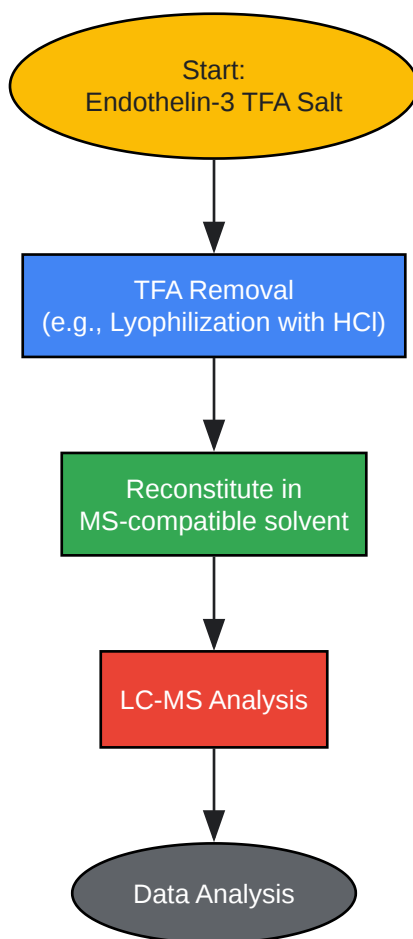 Start:
Endothelin-3 TFA Salt
TFA Removal
(e.g., Lyophilization with HCl)
Reconstitute in
MS-compatible solvent
LC-MS Analysis
Data Analysis